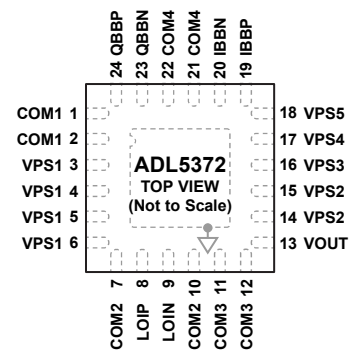 24 QBBP
23 QBBN
22 COM4
21 COM4
20 IBBN
19 IBBP
COM1 1
COM1 2
VPS1 3
VPS1 4
VPS1 5
VPS1 6
ADL5372
TOP VIEW
(Not to Scale)
18 VPS5
17 VPS4
16 VPS3
15 VPS2
14 VPS2
13 VOUT
COM2 7
LOIP 8
LOIN 9
COM2 10
COM3 11
COM3 12